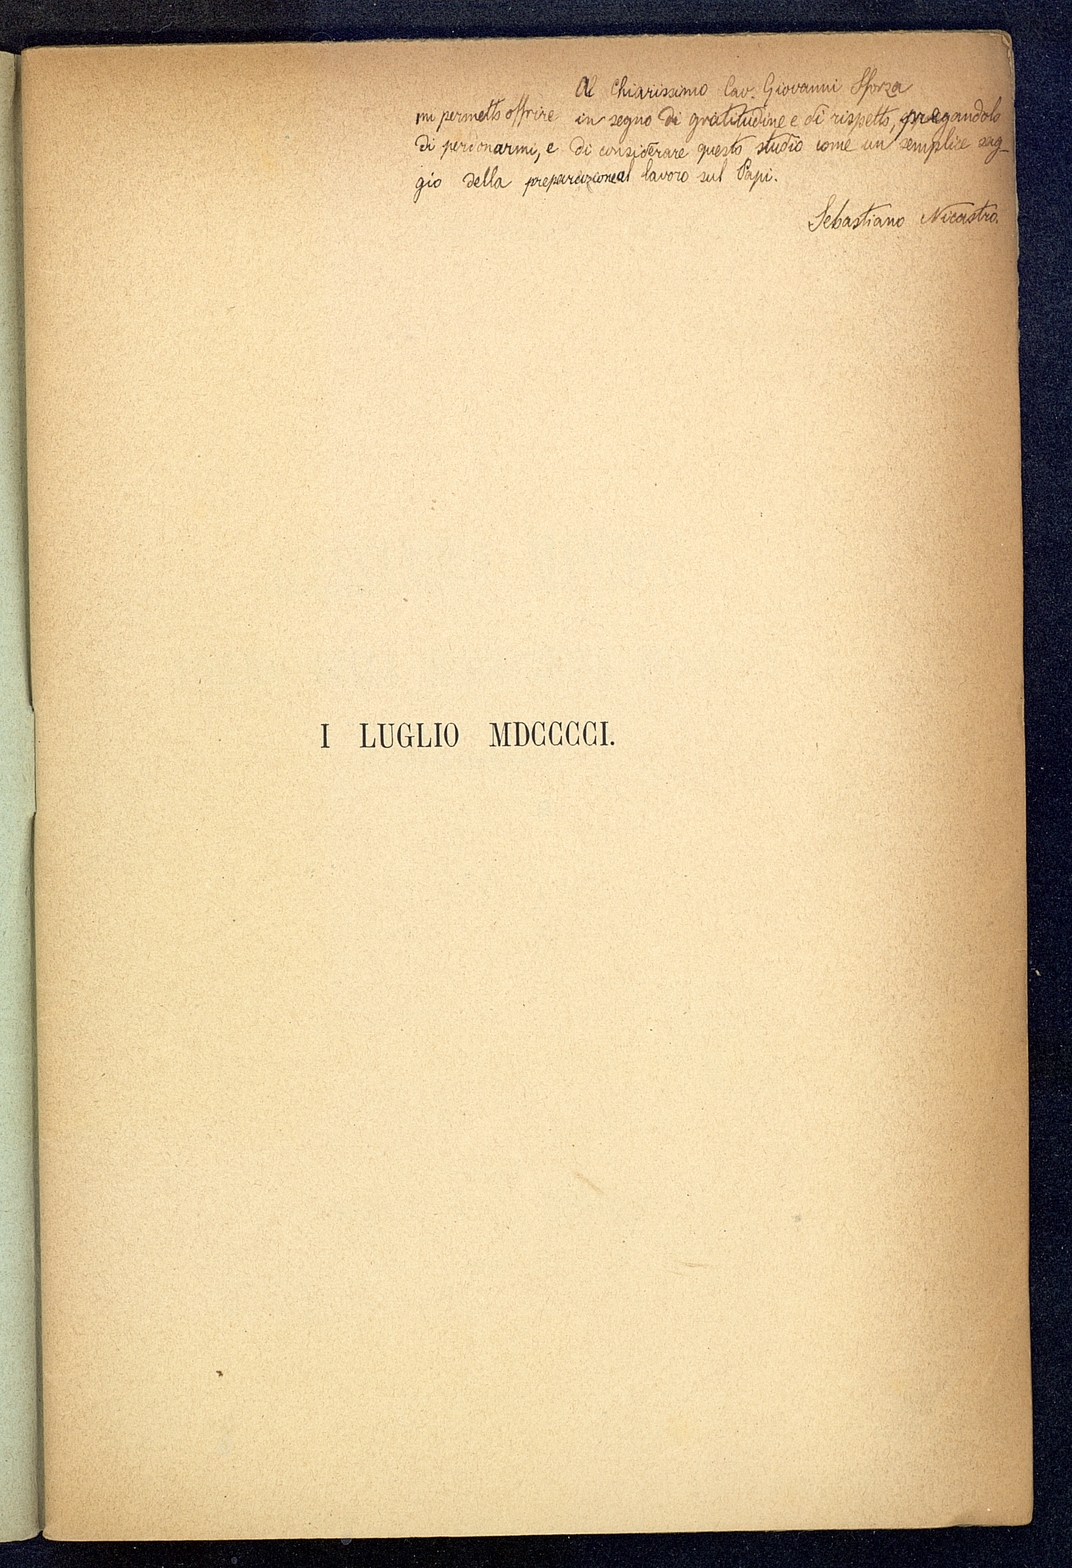 Al Chiarissimo Cav. Giovanni Sforza
mi permetto offrire in segno di gratitudine e di rispetto, pregandolo
di perdonarmi, e di considerare questo studio come un semplice sag-
gio della preparazione al lavoro sul Papi.
Sebastiano Nicastro.
I LUGLIO MDCCCCI.